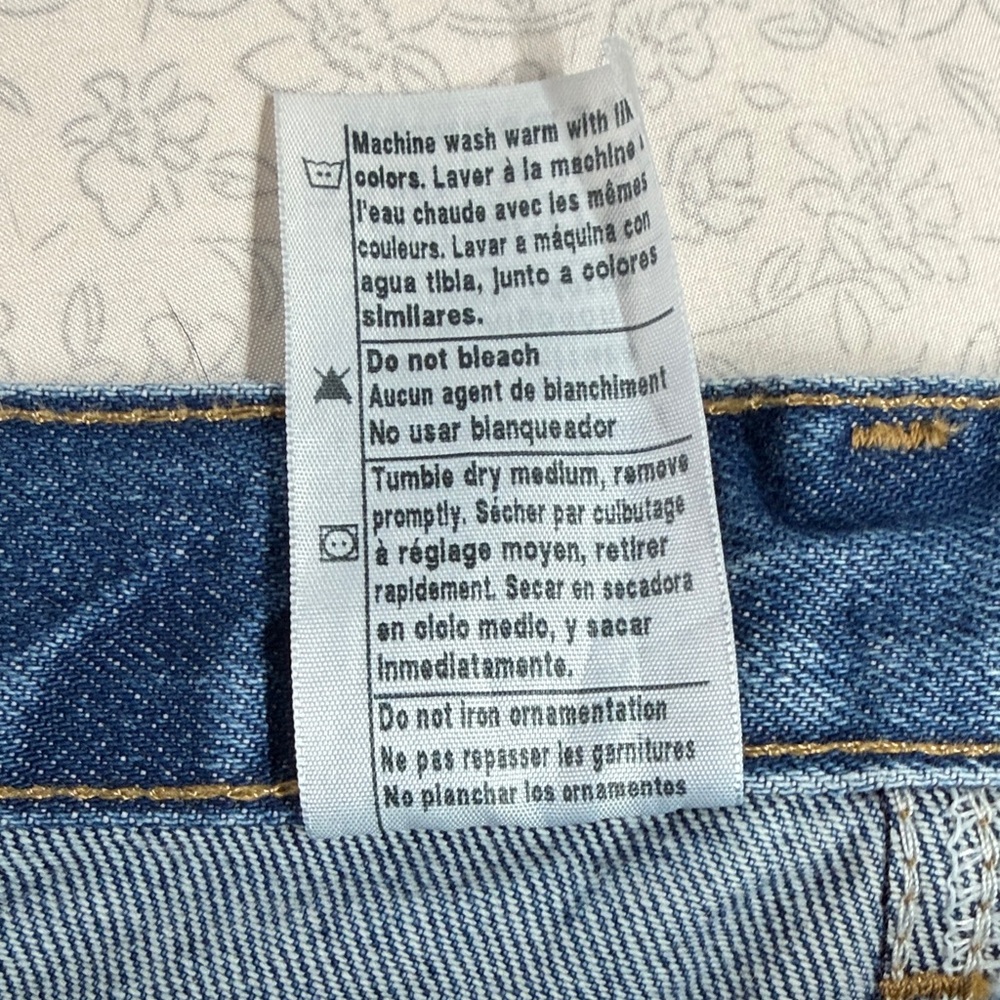 Machine wash warm with lik
colors. Laver à la machine
l'eau chaude avec les mêmes
couleurs. Lavar a máquina con
agua tibia, junto a colores
similares.
Do not bleach
Aucun agent de blanchiment
No usar blanqueador
Tumble dry medium, remove
promptly. Sécher par culbutage
à réglage moyen, retirer
rapidement. Secar en secadora
en ciclo medio, y sacar
inmediatamente.
Do not iron ornamentation
Ne pas repasser les garnitures
No planchar los ornamentos